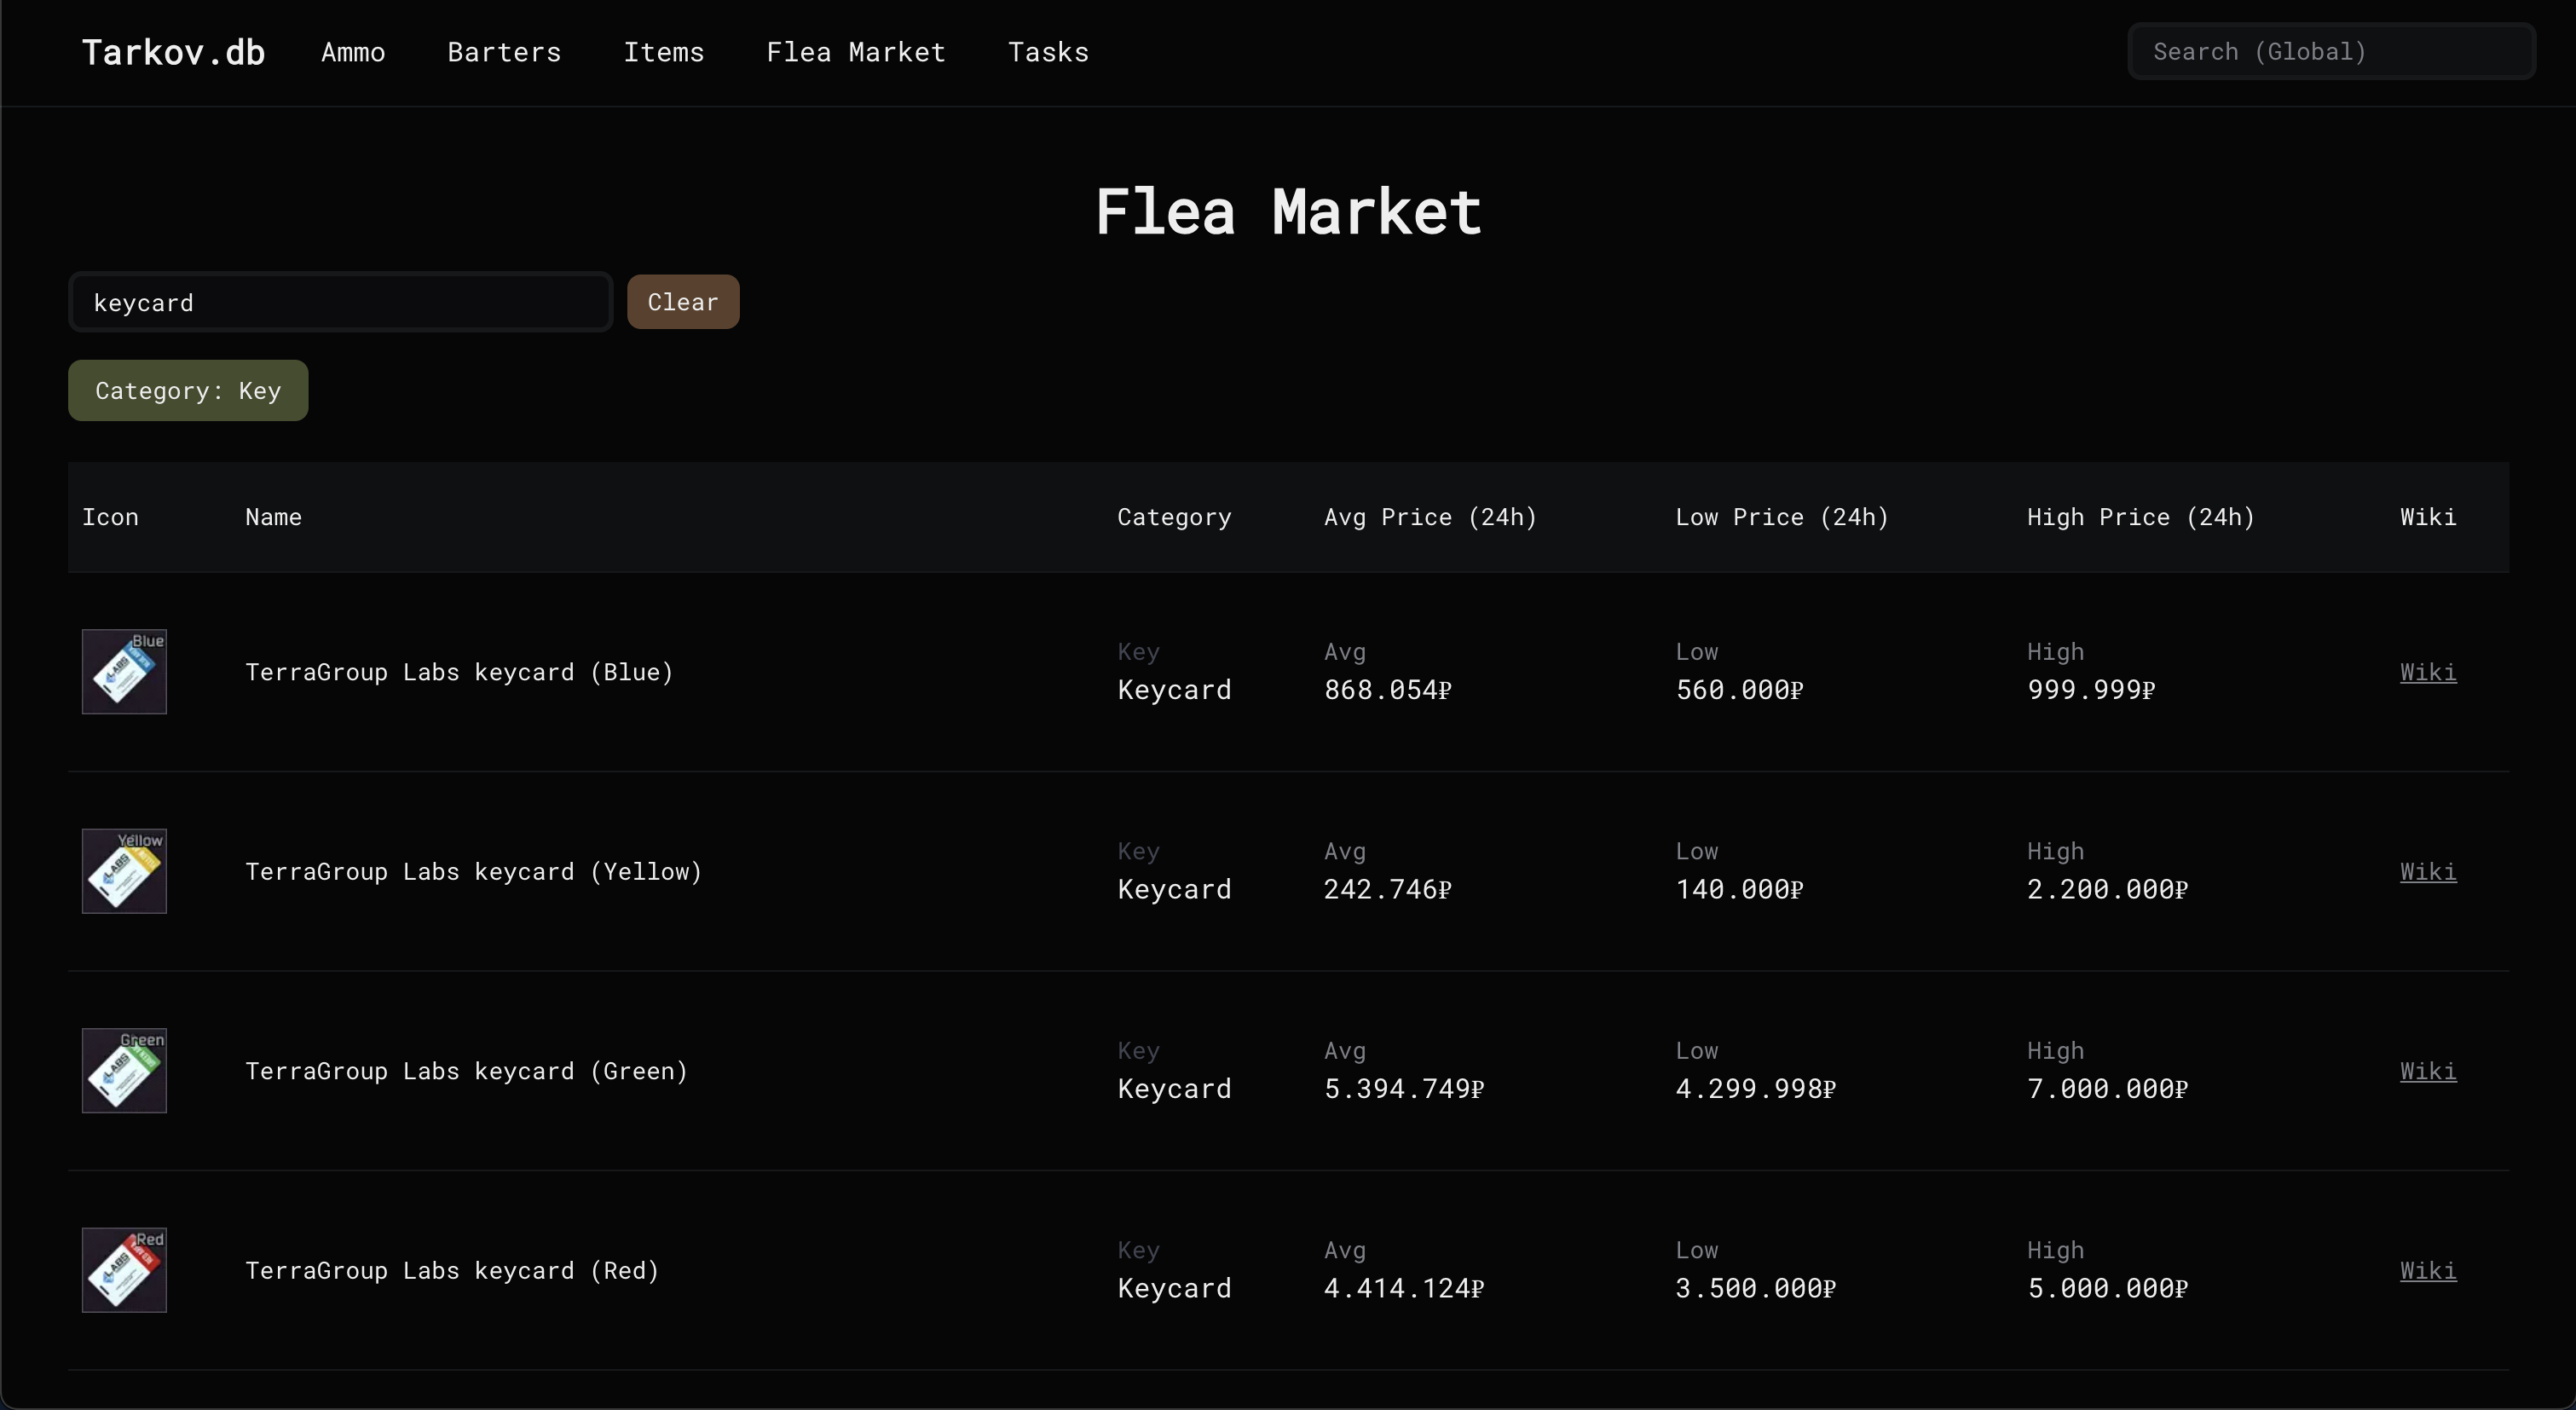 Tarkov.db Ammo Barters Items Flea Market Tasks Search (Global)
Flea Market
keycard Clear
Category: Key
Icon Name Category Avg Price (24h) Low Price (24h) High Price (24h) Wiki
Blue
LABS
TerraGroup Labs keycard (Blue)
Key
Keycard
Avg
868.054₽
Low
560.000₽
High
999.999₽
Wiki
Yellow
LABS
TerraGroup Labs keycard (Yellow)
Key
Keycard
Avg
242.746₽
Low
140.000₽
High
2.200.000₽
Wiki
Green
LABS
TerraGroup Labs keycard (Green)
Key
Keycard
Avg
5.394.749₽
Low
4.299.998₽
High
7.000.000₽
Wiki
Red
LABS
TerraGroup Labs keycard (Red)
Key
Keycard
Avg
4.414.124₽
Low
3.500.000₽
High
5.000.000₽
Wiki